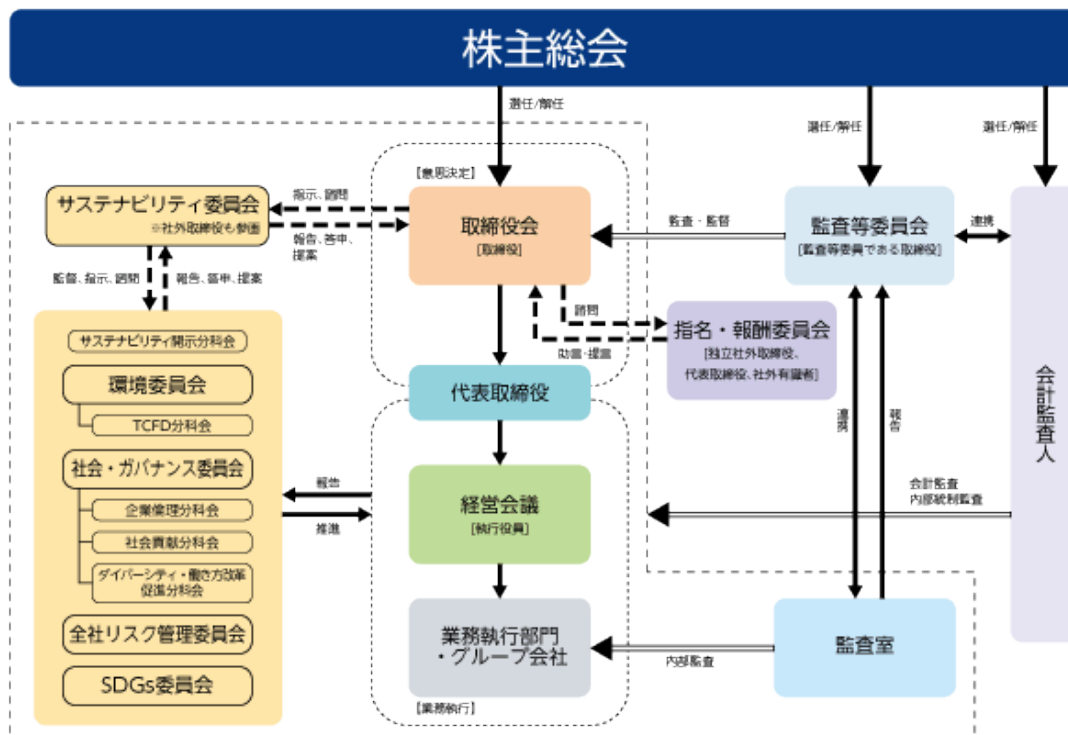 株主総会
選任/解任
選任/解任
選任/解任
【意思決定】
サステナビリティ委員会
※社外取締役も参画
指示、諮問
報告、答申、
提案
取締役会
[取締役]
監査・監督
監査等委員会
[監査等委員である取締役]
連携
監督、指示、諮問
報告、答申、提案
諮問
助言・提言
指名・報酬委員会
[独立社外取締役、
代表取締役、社外有識者]
サステナビリティ開示分科会
環境委員会
TCFD分科会
社会・ガバナンス委員会
企業倫理分科会
社会貢献分科会
ダイバーシティ・働き方改革
促進分科会
全社リスク管理委員会
SDGs委員会
代表取締役
報告
推進
経営会議
[執行役員]
連携
報告
会計監査
内部統制監査
会計監査人
業務執行部門
・グループ会社
内部監査
監査室
【業務執行】